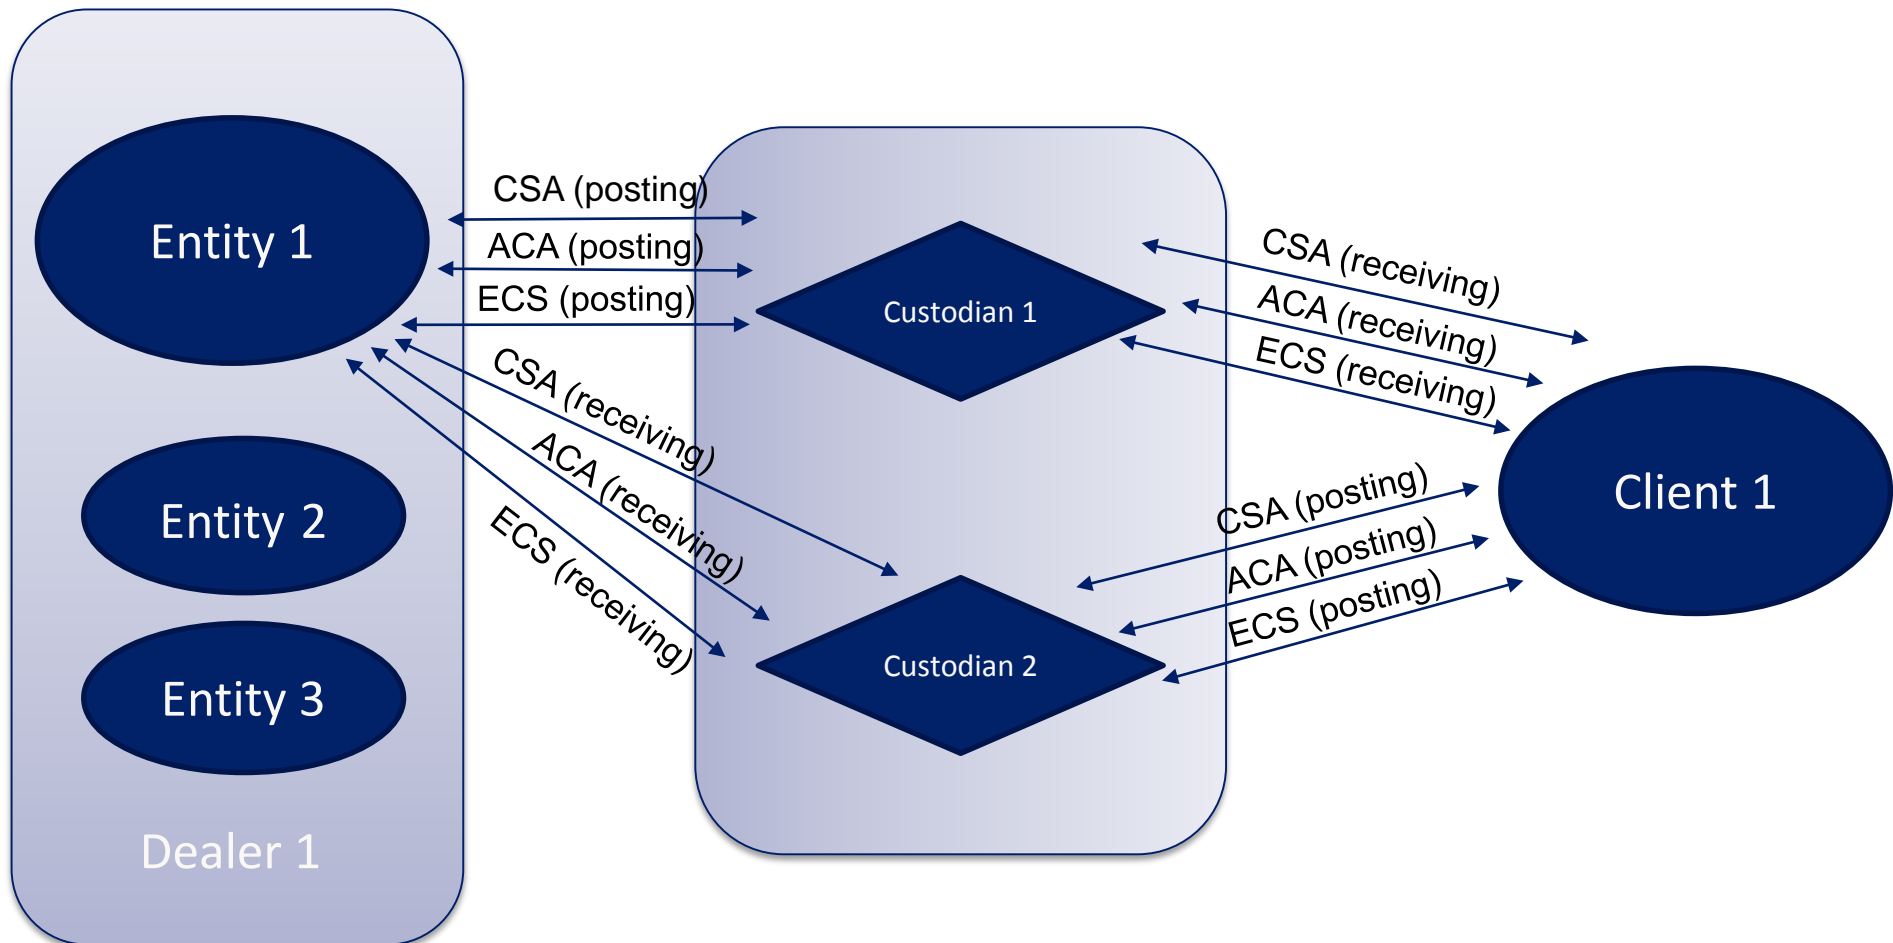 Entity 1
Entity 2
Entity 3
Dealer 1
CSA (posting)
ACA (posting)
ECS (posting)
CSA (receiving)
ACA (receiving)
ECS (receiving)
Custodian 1
Custodian 2
CSA (receiving)
ACA (receiving)
ECS (receiving)
CSA (posting)
ACA (posting)
ECS (posting)
Client 1